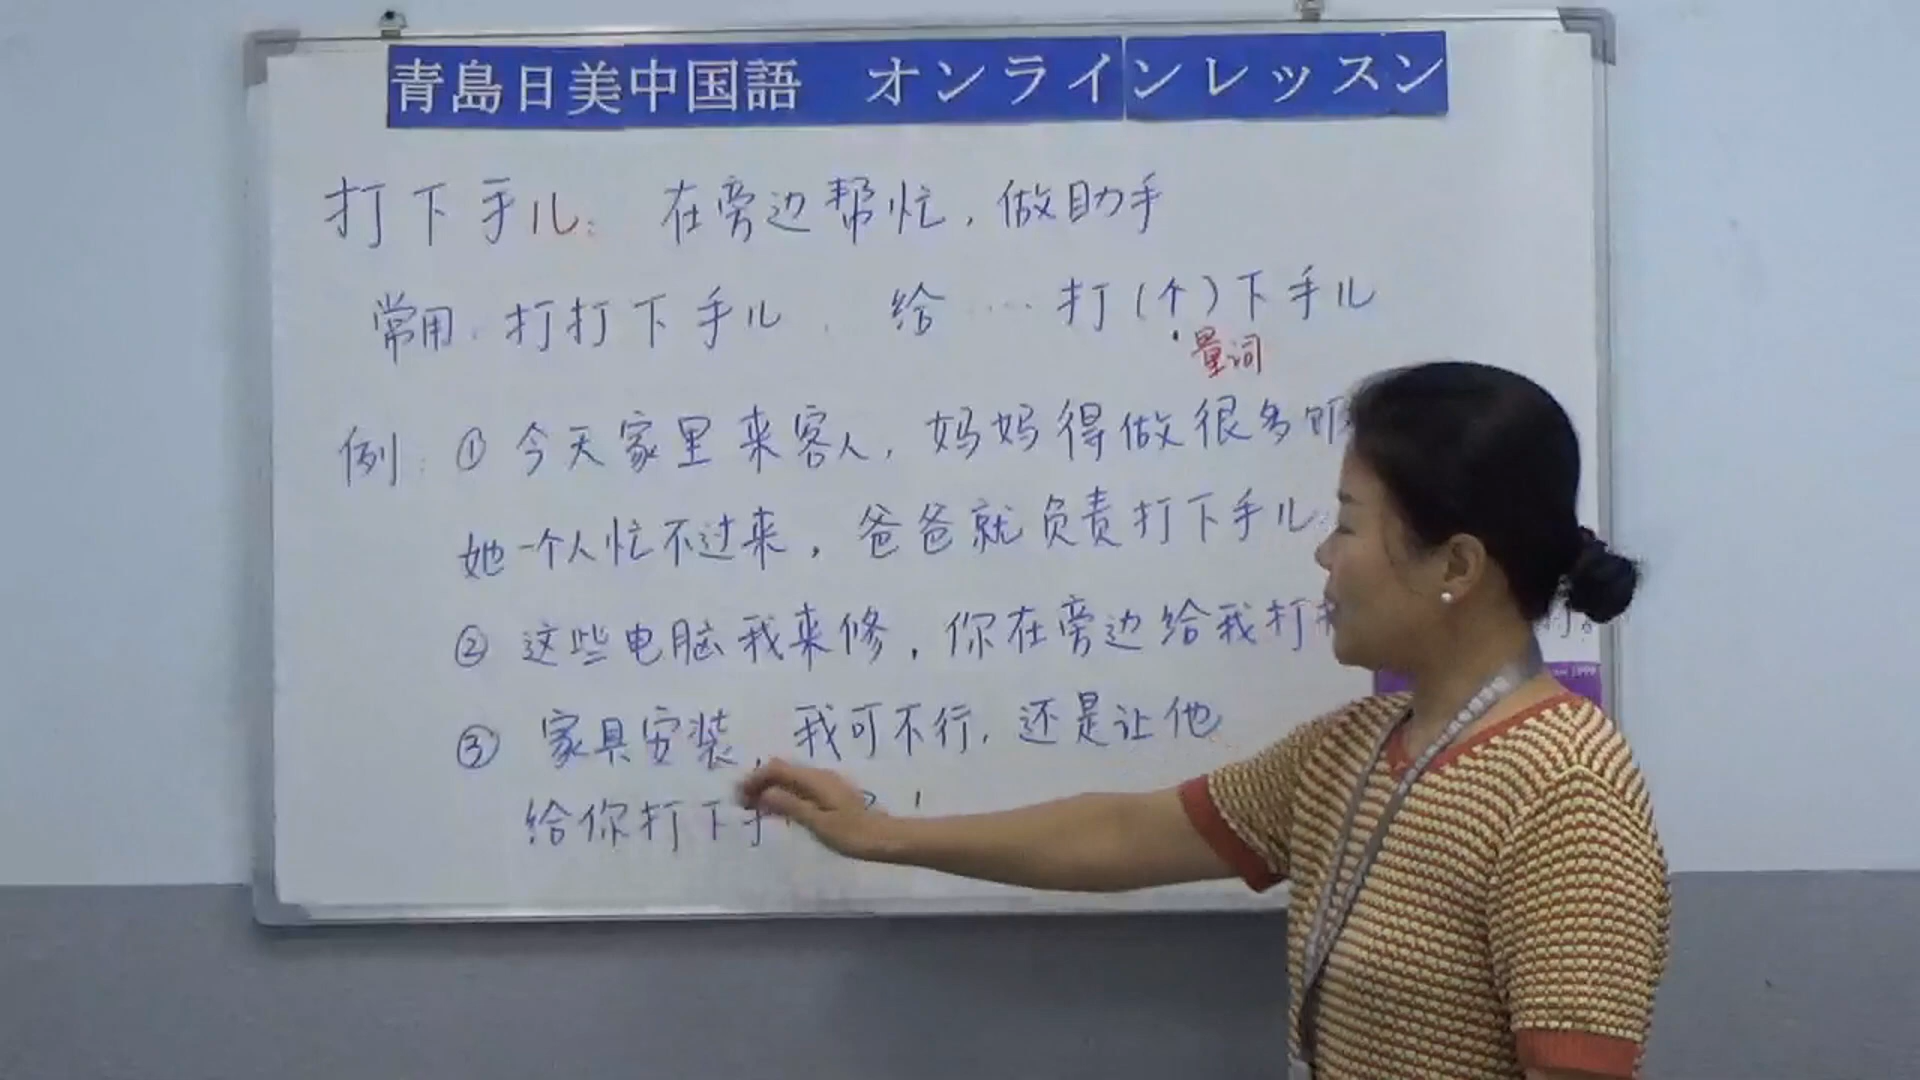 青島日美中国語 オンラインレッスン
打下手儿: 在旁边帮忙, 做助手
常用: 打打下手儿, 给……打(个)下手儿
量词
例: ① 今天家里来客人, 妈妈得做很多
她一个人忙不过来, 爸爸就负责打下手儿
② 这些电脑我来修, 你在旁边给我打
③ 家具安装, 我可不行, 还是让他
给你打下手